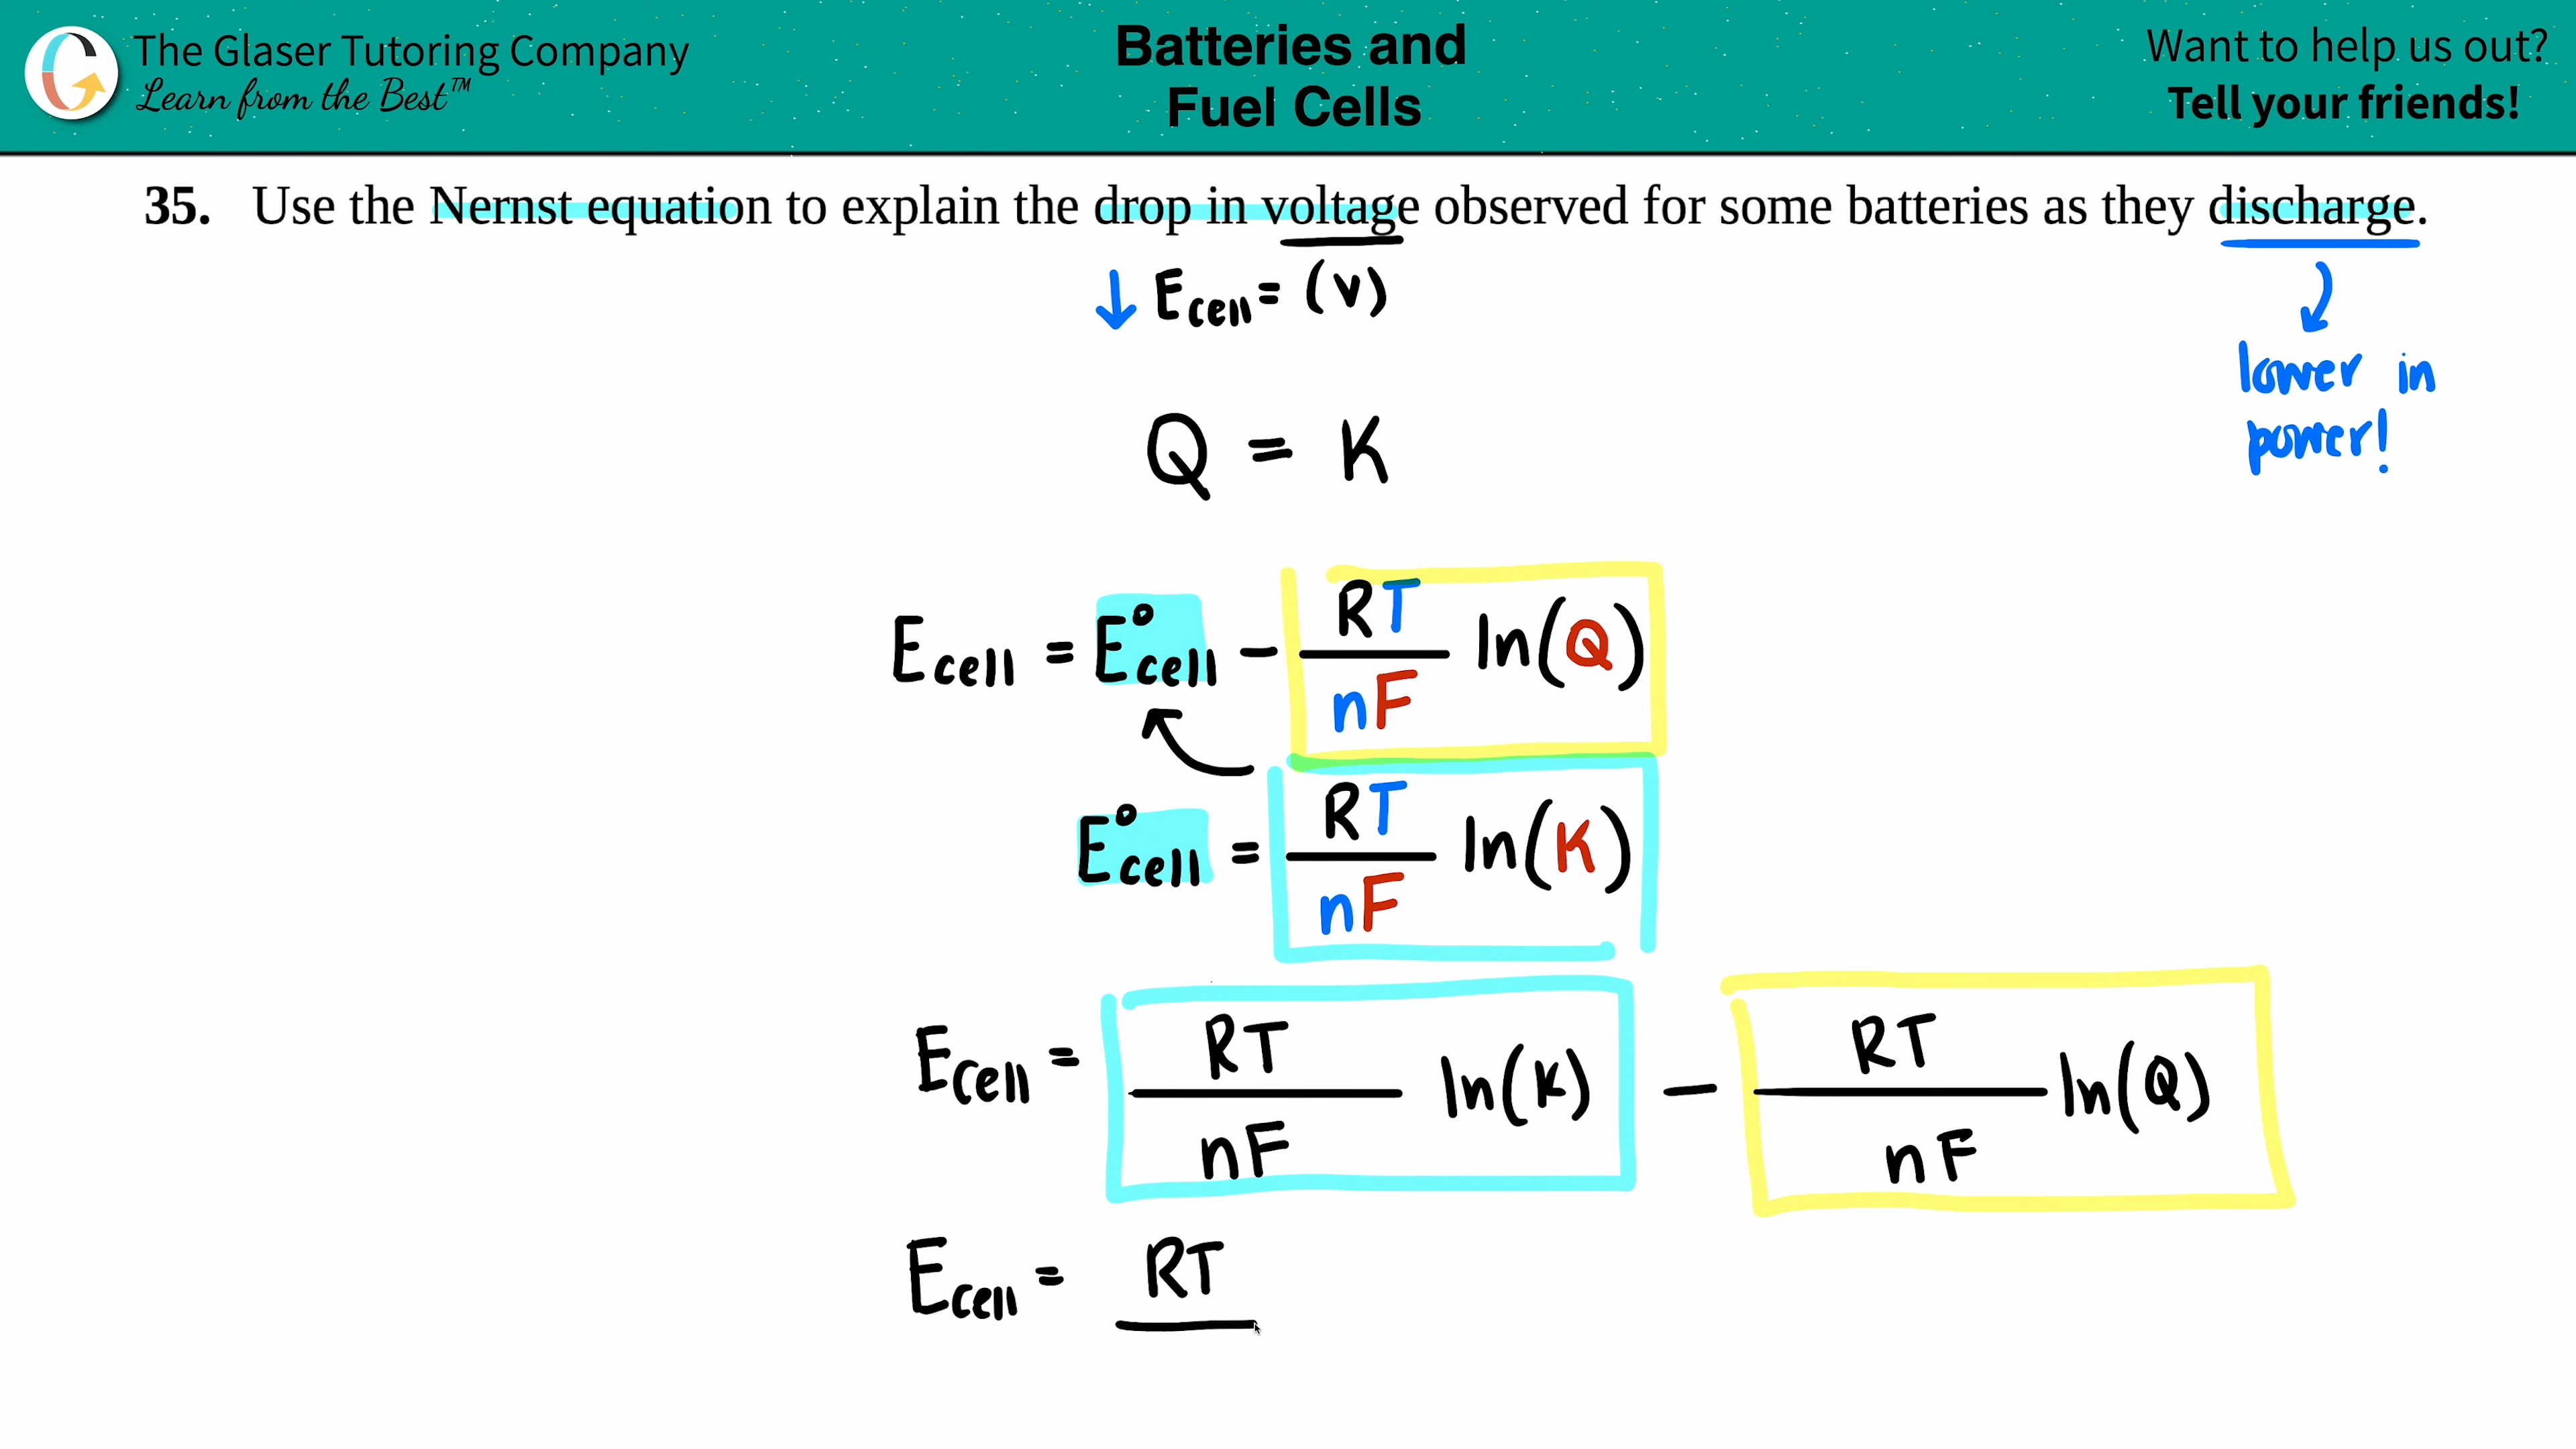 The Glaser Tutoring Company
Learn from the Best™
Batteries and
Fuel Cells
Want to help us out?
Tell your friends!
35. Use the Nernst equation to explain the drop in voltage observed for some batteries as they discharge.
↓ Ecell = (V)
lower in
power!
Q = K
Ecell = E°cell − RT/nF ln(Q)
E°cell = RT/nF ln(K)
Ecell = RT/nF ln(K) − RT/nF ln(Q)
Ecell = RT